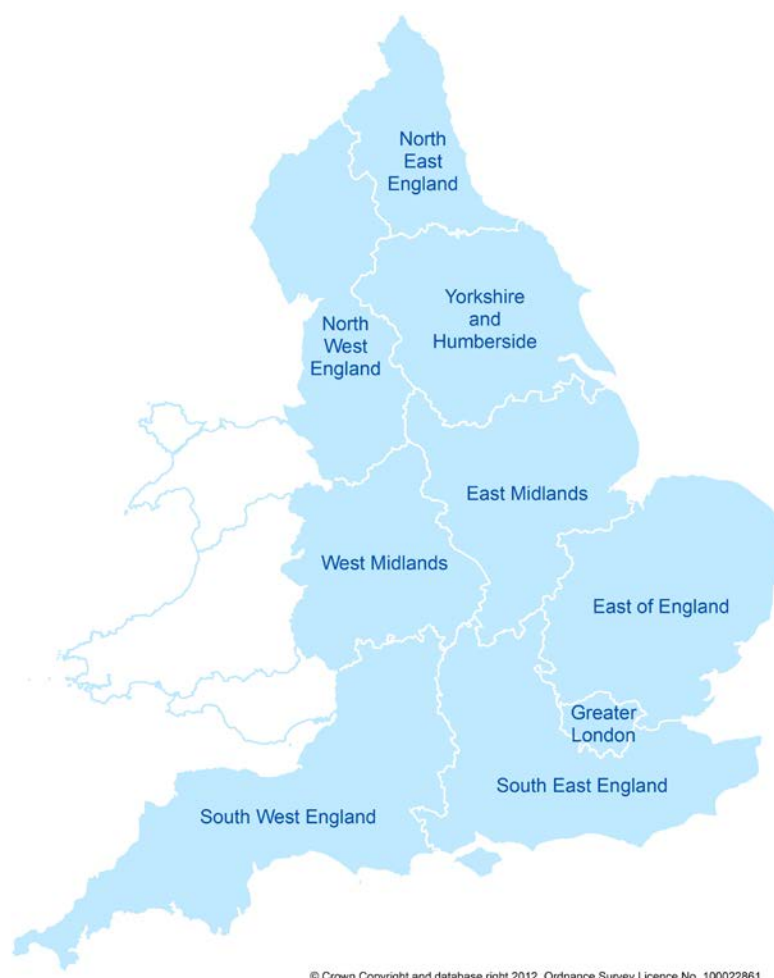 North
East
England
Yorkshire
and
Humberside
North
West
England
East Midlands
West Midlands
East of England
Greater
London
South East England
South West England
© Crown Copyright and database right 2012. Ordnance Survey Licence No. 100022861